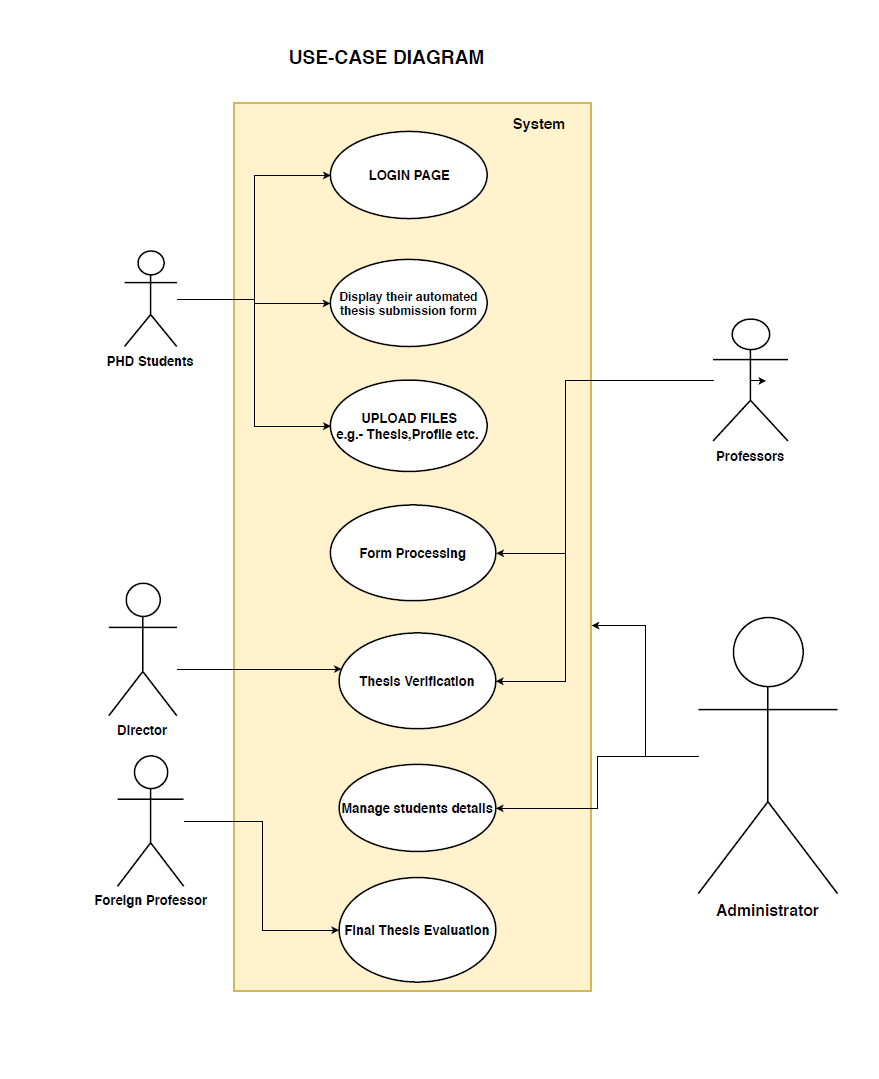 USE-CASE DIAGRAM
System
LOGIN PAGE
Display their automated
thesis submission form
PHD Students
UPLOAD FILES
e.g.- Thesis,Profile etc.
Professors
Form Processing
Thesis Verification
Director
Manage students details
Foreign Professor
Administrator
Final Thesis Evaluation